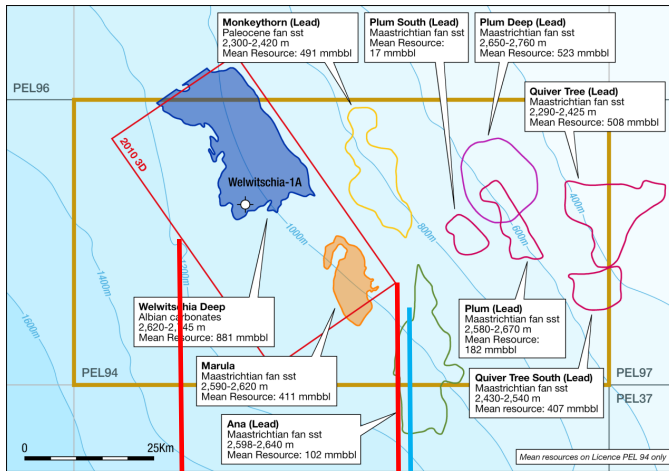 Monkeythorn (Lead)
Paleocene fan sst
2,300-2,420 m
Mean Resource: 491 mmbbl
Plum South (Lead)
Maastrichtian fan sst
Mean Resource:
17 mmbbl
Plum Deep (Lead)
Maastrichtian fan sst
2,650-2,760 m
Mean Resource: 523 mmbbl
Quiver Tree (Lead)
Maastrichtian fan sst
2,290-2,425 m
Mean Resource: 508 mmbbl
PEL96
2010 3D
Welwitschia-1A
400m
600m
800m
1000m
1200m
1400m
1600m
Welwitschia Deep
Albian carbonates
2,620-2,745 m
Mean Resource: 881 mmbbl
Marula
Maastrichtian fan sst
2,590-2,620 m
Mean Resource: 411 mmbbl
Plum (Lead)
Maastrichtian fan sst
2,580-2,670 m
Mean Resource:
182 mmbbl
Quiver Tree South (Lead)
Maastrichtian fan sst
2,430-2,540 m
Mean resource: 407 mmbbl
Ana (Lead)
Maastrichtian fan sst
2,598-2,640 m
Mean Resource: 102 mmbbl
PEL94
PEL97
PEL37
0 25Km
Mean resources on Licence PEL 94 only